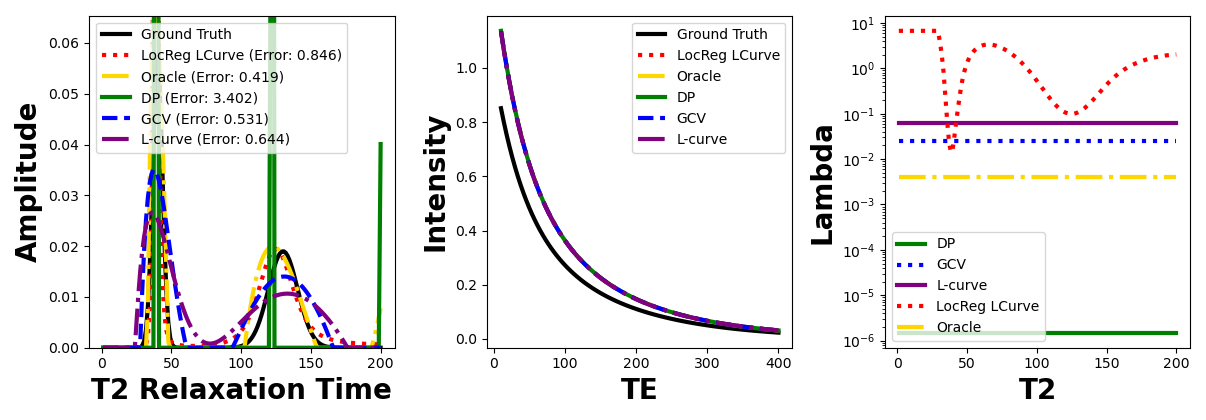 Amplitude
0.06
0.05
0.04
0.03
0.02
0.01
0.00
Ground Truth
LocReg LCurve (Error: 0.846)
Oracle (Error: 0.419)
DP (Error: 3.402)
GCV (Error: 0.531)
L-curve (Error: 0.644)
0 50 100 150 200
T2 Relaxation Time
Intensity
1.0
0.8
0.6
0.4
0.2
0.0
Ground Truth
LocReg LCurve
Oracle
DP
GCV
L-curve
0 100 200 300 400
TE
Lambda
10¹
10⁰
10⁻¹
10⁻²
10⁻³
10⁻⁴
10⁻⁵
10⁻⁶
DP
GCV
L-curve
LocReg LCurve
Oracle
0 50 100 150 200
T2